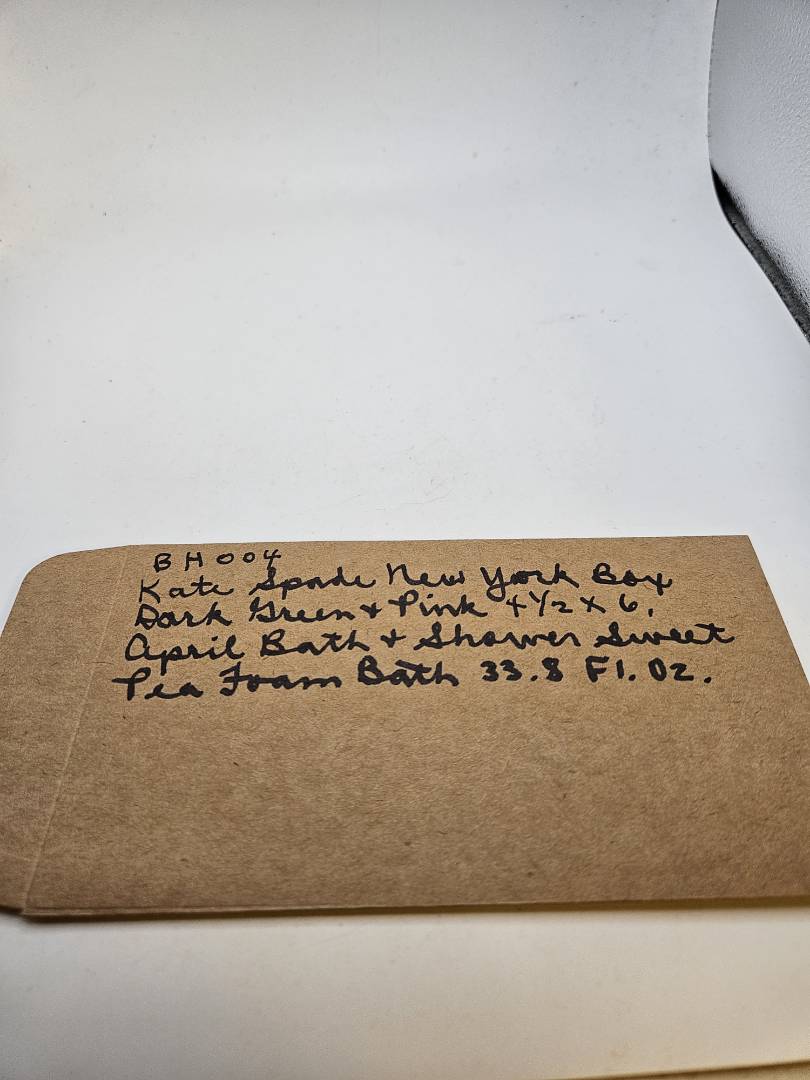 BH004
Kate Spade New York Box
Dark Green & Pink 4 1/2 X 6,
April Bath & Shower Sweet
Pea Foam Bath 33.8 Fl. Oz.